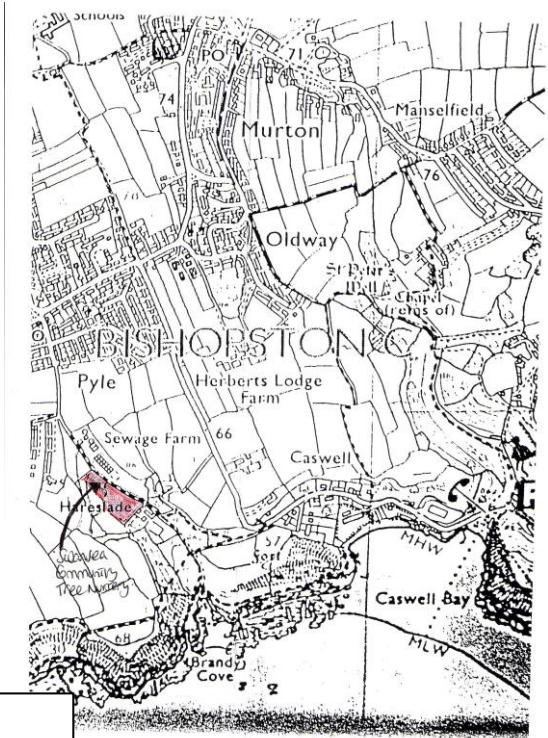 Schools
PO
71
74
Murton
Manselfield
76
Oldway
St Peter's
Well
Chapel
(rems of)
BISHOPSTON C
Pyle
Herberts Lodge
Farm
Sewage Farm
66
Caswell
Hareslade
57
Fort
MHW
Swansea
Community
Tree Nursery
Caswell Bay
68
MLW
Brandy
Cove